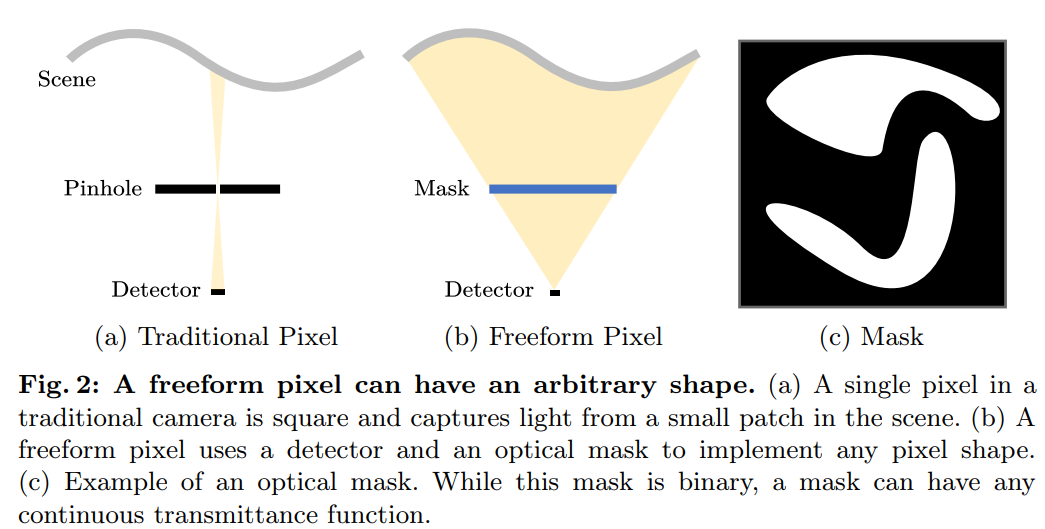 Scene
Pinhole
Mask
Detector
Detector
(a) Traditional Pixel
(b) Freeform Pixel
(c) Mask
Fig. 2: A freeform pixel can have an arbitrary shape. (a) A single pixel in a
traditional camera is square and captures light from a small patch in the scene. (b) A
freeform pixel uses a detector and an optical mask to implement any pixel shape.
(c) Example of an optical mask. While this mask is binary, a mask can have any
continuous transmittance function.